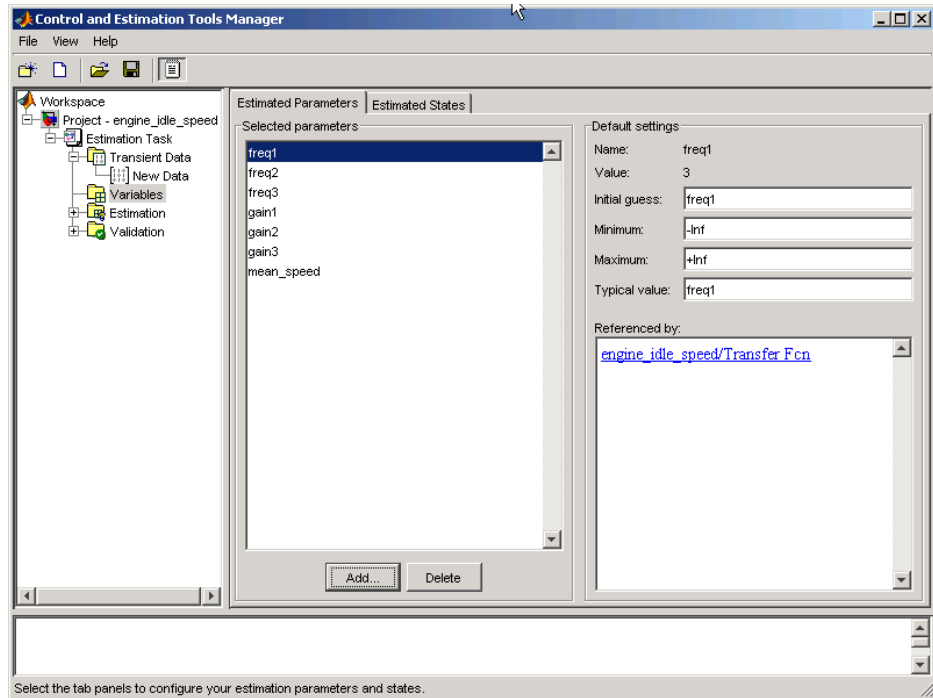 Control and Estimation Tools Manager
File View Help
Workspace
Project - engine_idle_speed
Estimation Task
Transient Data
New Data
Variables
Estimation
Validation
Estimated Parameters
Estimated States
Selected parameters
freq1
freq2
freq3
gain1
gain2
gain3
mean_speed
Add...
Delete
Default settings
Name: freq1
Value: 3
Initial guess: freq1
Minimum: -Inf
Maximum: +Inf
Typical value: freq1
Referenced by:
engine_idle_speed/Transfer Fcn
Select the tab panels to configure your estimation parameters and states.